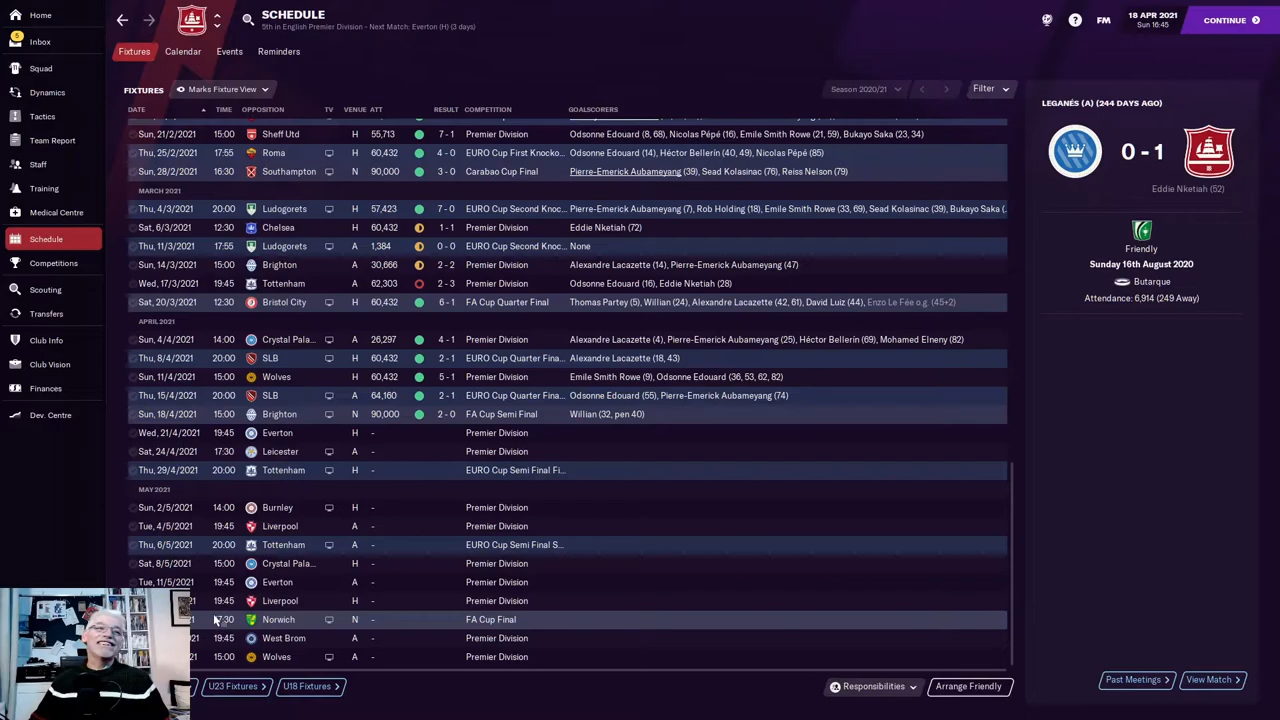 Home
SCHEDULE
5th in English Premier Division - Next Match: Everton (H) (3 days)
FM
18 APR 2021
Sun 16:45
CONTINUE
5
Inbox
Squad
Dynamics
Tactics
Team Report
Staff
Training
Medical Centre
Schedule
Competitions
Scouting
Transfers
Club Info
Club Vision
Finances
Dev. Centre
Fixtures Calendar Events Reminders
FIXTURES Marks Fixture View Season 2020/21 Filter
DATE TIME OPPOSITION TV VENUE ATT RESULT COMPETITION GOALSCORERS
Sun, 21/2/2021 15:00 Sheff Utd H 55,713 7 - 1 Premier Division Odsonne Edouard (8, 68), Nicolas Pépé (16), Emile Smith Rowe (21, 59), Bukayo Saka (23, 34)
Thu, 25/2/2021 17:55 Roma H 60,432 4 - 0 EURO Cup First Knocko... Odsonne Edouard (14), Héctor Bellerín (40, 49), Nicolas Pépé (85)
Sun, 28/2/2021 16:30 Southampton N 90,000 3 - 0 Carabao Cup Final Pierre-Emerick Aubameyang (39), Sead Kolasinac (76), Reiss Nelson (79)
MARCH 2021
Thu, 4/3/2021 20:00 Ludogorets H 57,423 7 - 0 EURO Cup Second Knoc... Pierre-Emerick Aubameyang (7), Rob Holding (18), Emile Smith Rowe (33, 69), Sead Kolasinac (39), Bukayo Saka (...
Sat, 6/3/2021 12:30 Chelsea H 60,432 1 - 1 Premier Division Eddie Nketiah (72)
Thu, 11/3/2021 17:55 Ludogorets A 1,384 0 - 0 EURO Cup Second Knoc... None
Sun, 14/3/2021 15:00 Brighton A 30,666 2 - 2 Premier Division Alexandre Lacazette (14), Pierre-Emerick Aubameyang (47)
Wed, 17/3/2021 19:45 Tottenham A 62,303 2 - 3 Premier Division Odsonne Edouard (16), Eddie Nketiah (28)
Sat, 20/3/2021 12:30 Bristol City H 60,432 6 - 1 FA Cup Quarter Final Thomas Partey (5), Willian (24), Alexandre Lacazette (42, 61), David Luiz (44), Enzo Le Fée o.g. (45+2)
APRIL 2021
Sun, 4/4/2021 14:00 Crystal Pala... A 26,297 4 - 1 Premier Division Alexandre Lacazette (4), Pierre-Emerick Aubameyang (25), Héctor Bellerín (69), Mohamed Elneny (82)
Thu, 8/4/2021 20:00 SLB H 60,432 2 - 1 EURO Cup Quarter Fina... Alexandre Lacazette (18, 43)
Sun, 11/4/2021 15:00 Wolves H 60,432 5 - 1 Premier Division Emile Smith Rowe (9), Odsonne Edouard (36, 53, 62, 82)
Thu, 15/4/2021 20:00 SLB A 64,160 2 - 1 EURO Cup Quarter Fina... Odsonne Edouard (55), Pierre-Emerick Aubameyang (74)
Sun, 18/4/2021 15:00 Brighton N 90,000 2 - 0 FA Cup Semi Final Willian (32, pen 40)
Wed, 21/4/2021 19:45 Everton H - Premier Division
Sat, 24/4/2021 17:30 Leicester A - Premier Division
Thu, 29/4/2021 20:00 Tottenham H - EURO Cup Semi Final Fi...
MAY 2021
Sun, 2/5/2021 14:00 Burnley H - Premier Division
Tue, 4/5/2021 19:45 Liverpool A - Premier Division
Thu, 6/5/2021 20:00 Tottenham A - EURO Cup Semi Final S...
Sat, 8/5/2021 15:00 Crystal Pala... H - Premier Division
Tue, 11/5/2021 19:45 Everton A - Premier Division
19:45 Liverpool H - Premier Division
Norwich N - FA Cup Final
19:45 West Brom A - Premier Division
15:00 Wolves A - Premier Division
U23 Fixtures U18 Fixtures Responsibilities Arrange Friendly
LEGANÉS (A) (244 DAYS AGO)
0 - 1
Eddie Nketiah (52)
Friendly
Sunday 16th August 2020
Butarque
Attendance: 6,914 (249 Away)
Past Meetings View Match